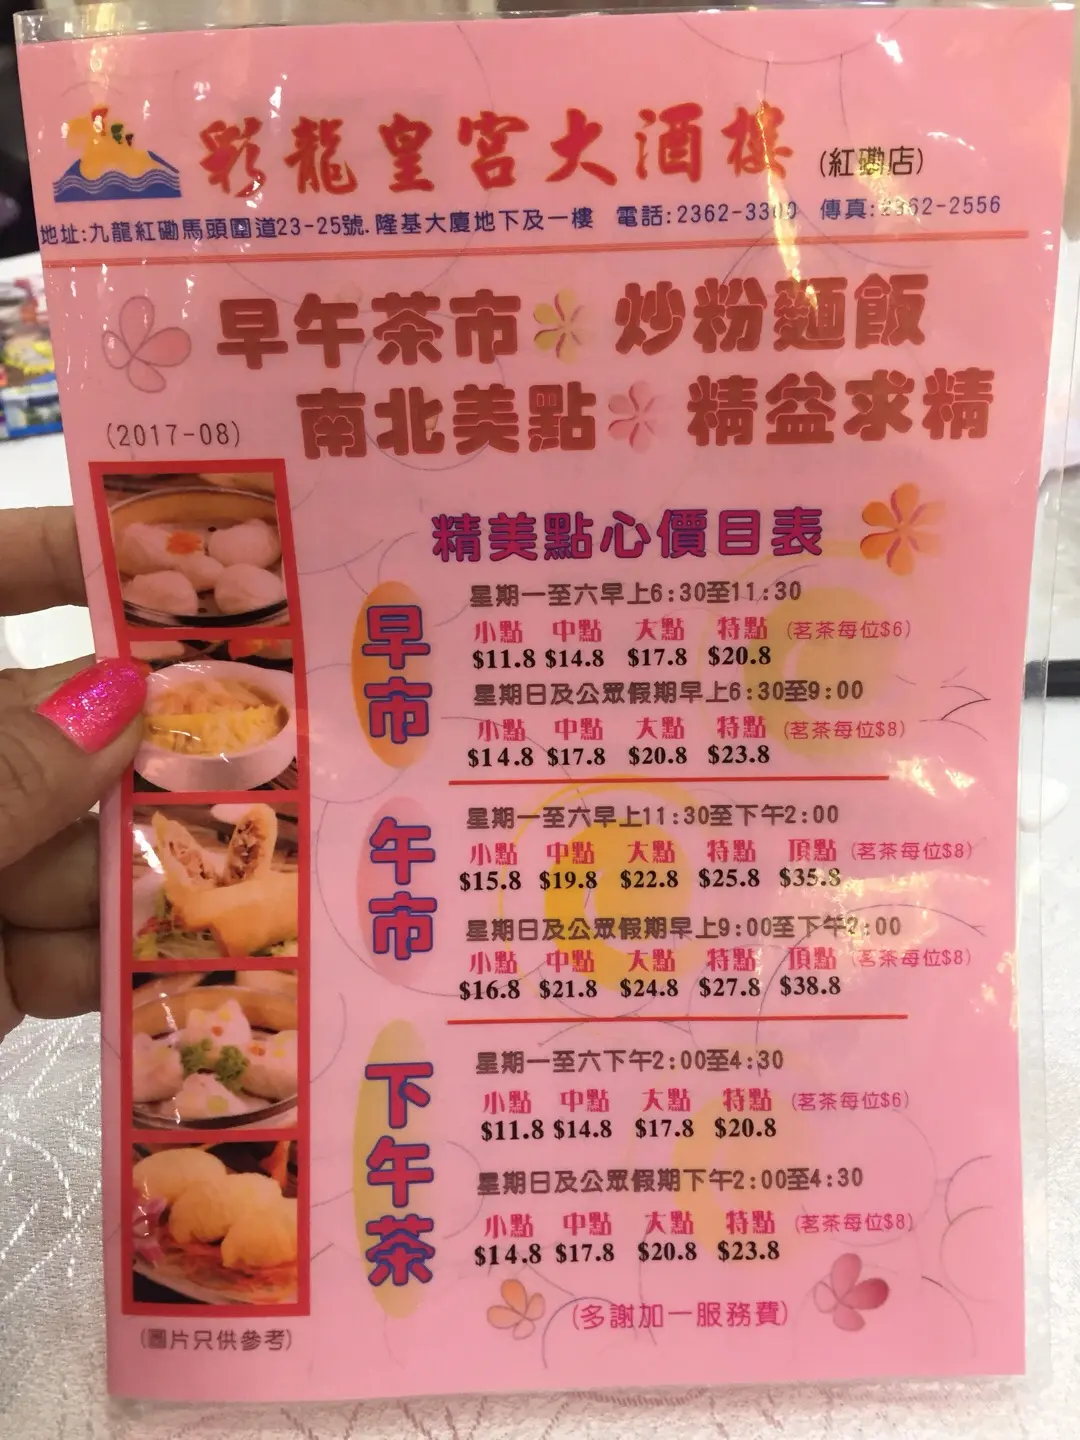 彩龍皇宮大酒樓 (紅磡店)
地址:九龍紅磡馬頭圍道23-25號.隆基大廈地下及一樓 電話:2362-3300 傳真:2362-2556
早午茶市 炒粉麵飯
南北美點 精益求精
(2017-08)
精美點心價目表
早市
星期一至六早上6:30至11:30
小點 中點 大點 特點 (茗茶每位$6)
$11.8 $14.8 $17.8 $20.8
星期日及公眾假期早上6:30至9:00
小點 中點 大點 特點 (茗茶每位$8)
$14.8 $17.8 $20.8 $23.8
午市
星期一至六早上11:30至下午2:00
小點 中點 大點 特點 頂點 (茗茶每位$8)
$15.8 $19.8 $22.8 $25.8 $35.8
星期日及公眾假期早上9:00至下午2:00
小點 中點 大點 特點 頂點 (茗茶每位$8)
$16.8 $21.8 $24.8 $27.8 $38.8
下午茶
星期一至六下午2:00至4:30
小點 中點 大點 特點 (茗茶每位$6)
$11.8 $14.8 $17.8 $20.8
星期日及公眾假期下午2:00至4:30
小點 中點 大點 特點 (茗茶每位$8)
$14.8 $17.8 $20.8 $23.8
(多謝加一服務費)
(圖片只供參考)